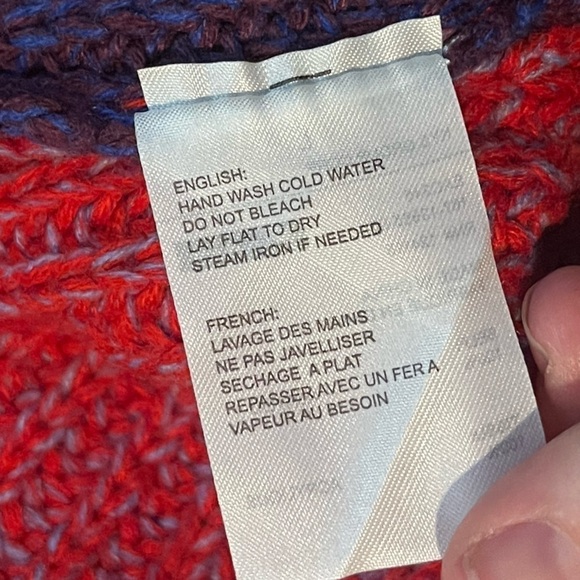 ENGLISH:
HAND WASH COLD WATER
DO NOT BLEACH
LAY FLAT TO DRY
STEAM IRON IF NEEDED
FRENCH:
LAVAGE DES MAINS
NE PAS JAVELLISER
SECHAGE A PLAT
REPASSER AVEC UN FER A
VAPEUR AU BESOIN